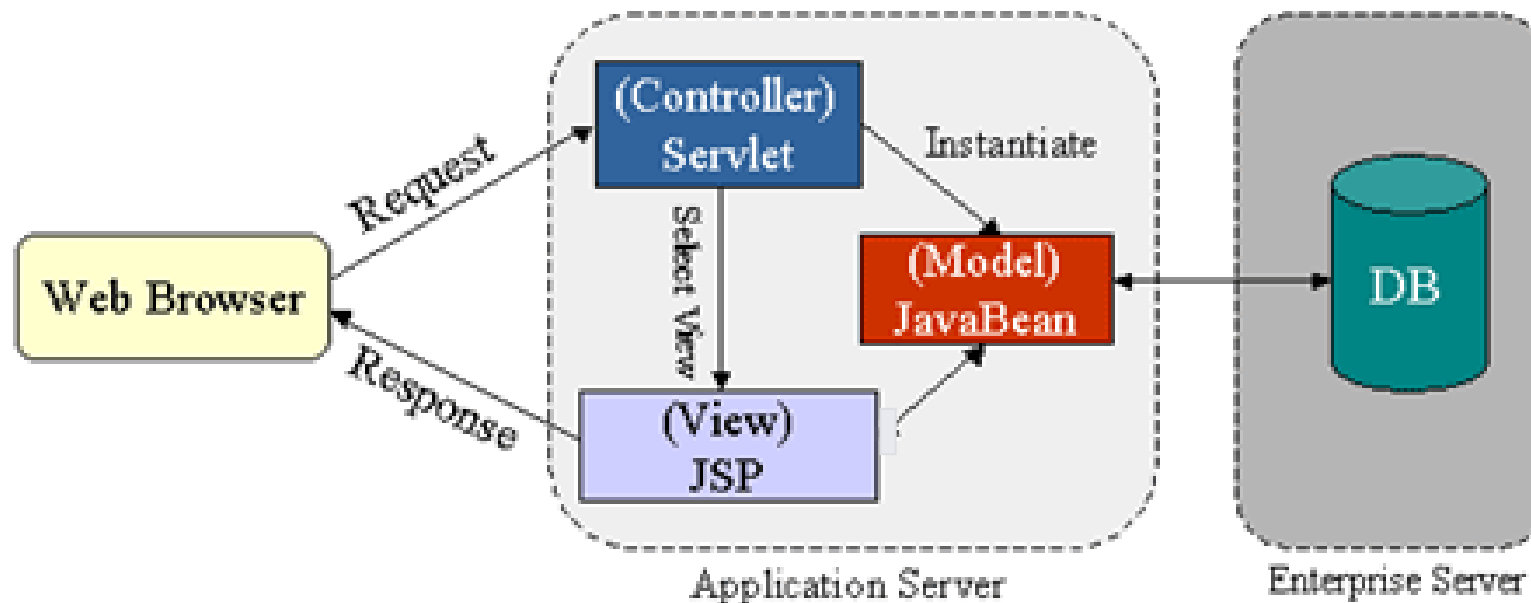 (Controller)
Servlet
Instantiate
Request
Select View
(Model)
JavaBean
DB
Web Browser
Response
(View)
JSP
Application Server
Enterprise Server